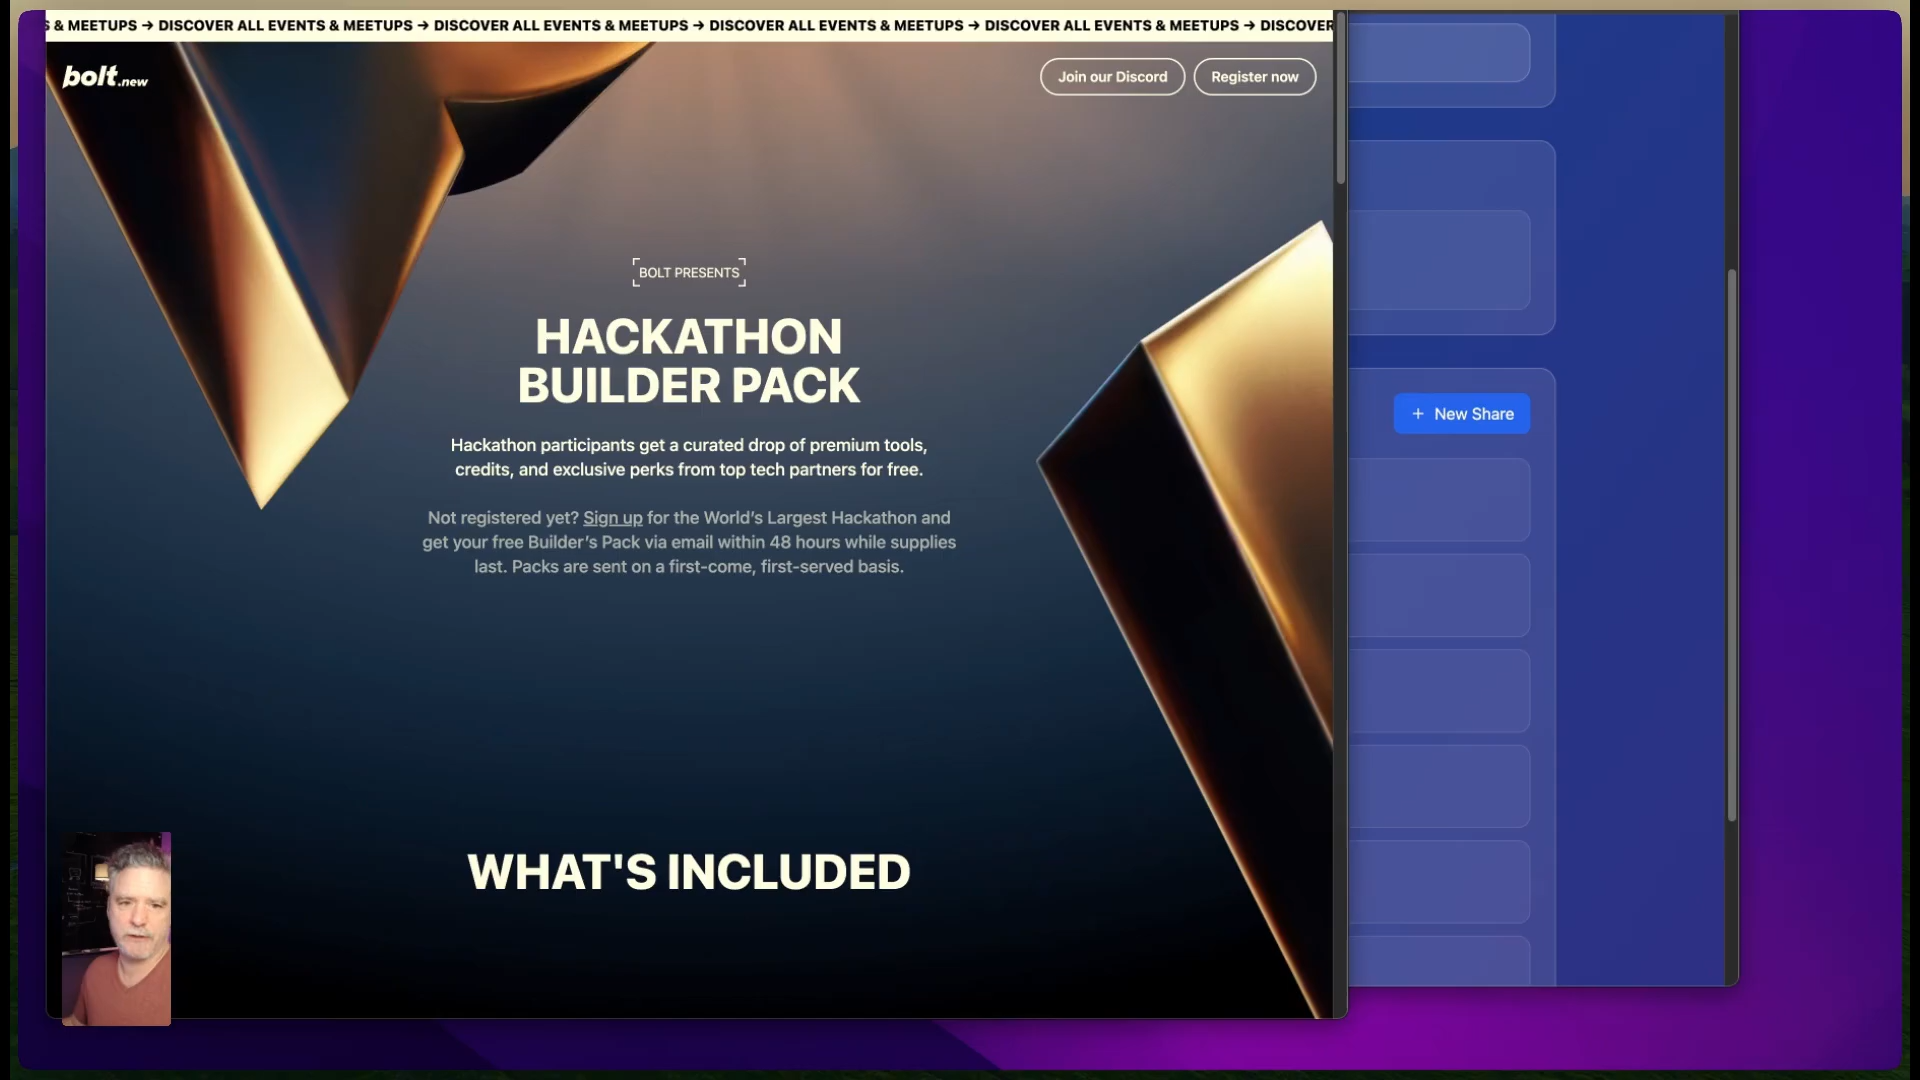 & MEETUPS → DISCOVER ALL EVENTS & MEETUPS → DISCOVER ALL EVENTS & MEETUPS → DISCOVER ALL EVENTS & MEETUPS → DISCOVER ALL EVENTS & MEETUPS → DISCOVER
bolt.new
Join our Discord
Register now
BOLT PRESENTS
HACKATHON
BUILDER PACK
Hackathon participants get a curated drop of premium tools,
credits, and exclusive perks from top tech partners for free.
Not registered yet? Sign up for the World’s Largest Hackathon and
get your free Builder’s Pack via email within 48 hours while supplies
last. Packs are sent on a first-come, first-served basis.
WHAT'S INCLUDED
+ New Share